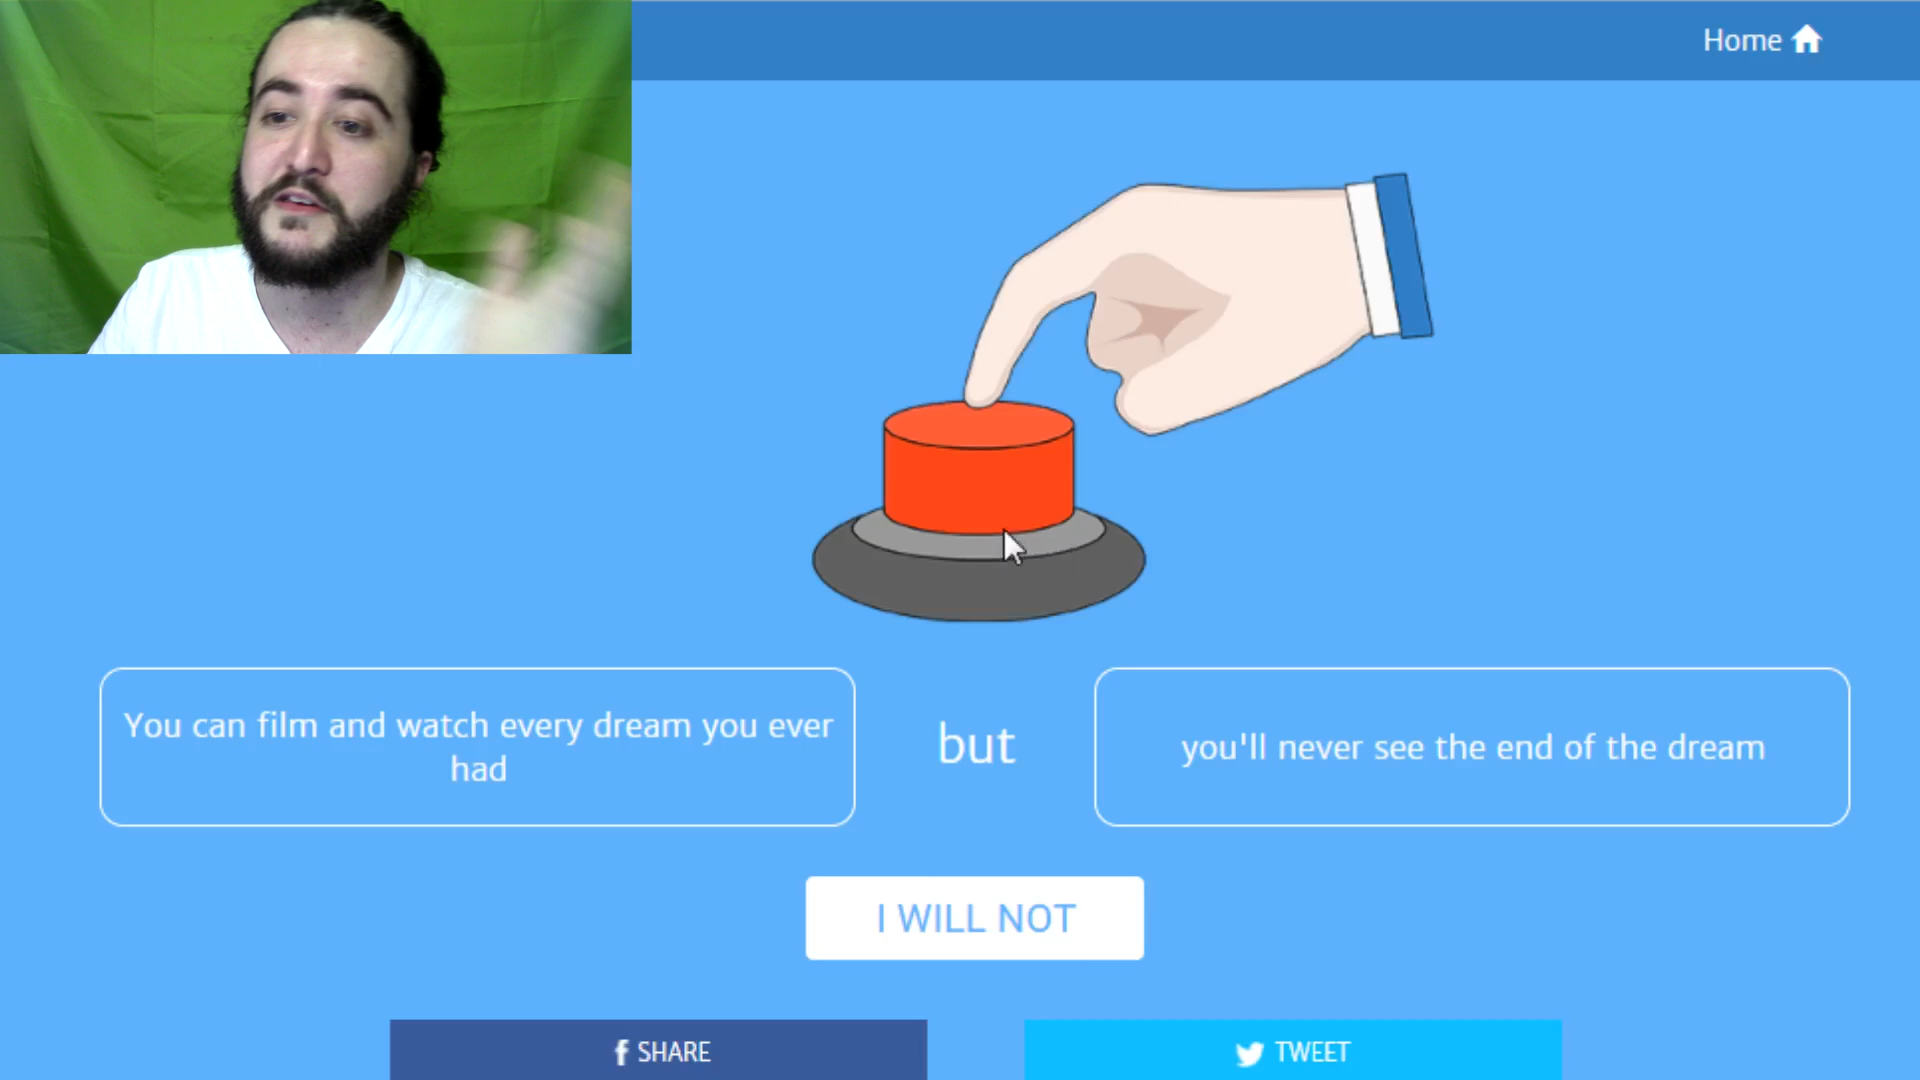 Home
You can film and watch every dream you ever
had
but
you'll never see the end of the dream
I WILL NOT
SHARE
TWEET